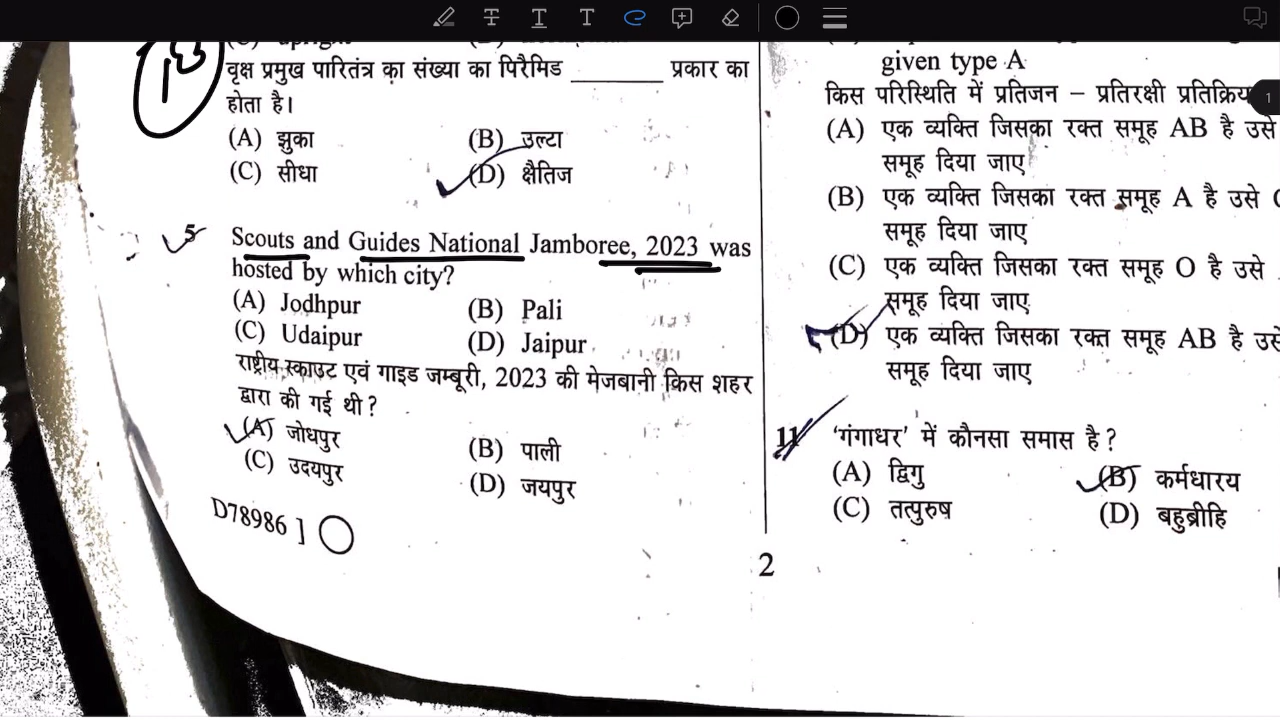 वृक्ष प्रमुख पारितंत्र का संख्या का पिरैमिड ________ प्रकार का
होता है।
(A) झुका (B) उल्टा
(C) सीधा (D) क्षैतिज
5 Scouts and Guides National Jamboree, 2023 was
hosted by which city?
(A) Jodhpur (B) Pali
(C) Udaipur (D) Jaipur
राष्ट्रीय स्काउट एवं गाइड जम्बूरी, 2023 की मेजबानी किस शहर
द्वारा की गई थी ?
(A) जोधपुर (B) पाली
(C) उदयपुर (D) जयपुर
D78986 ]
given type A
किस परिस्थिति में प्रतिजन – प्रतिरक्षी
(A) एक व्यक्ति जिसका रक्त समूह AB है उसे
समूह दिया जाए
(B) एक व्यक्ति जिसका रक्त समूह A है उसे
समूह दिया जाए
(C) एक व्यक्ति जिसका रक्त समूह O है उसे
समूह दिया जाए
(D) एक व्यक्ति जिसका रक्त समूह AB है उसे
समूह दिया जाए
11 ‘गंगाधर’ में कौनसा समास है ?
(A) द्विगु (B) कर्मधारय
(C) तत्पुरुष (D) बहुब्रीहि
2
1